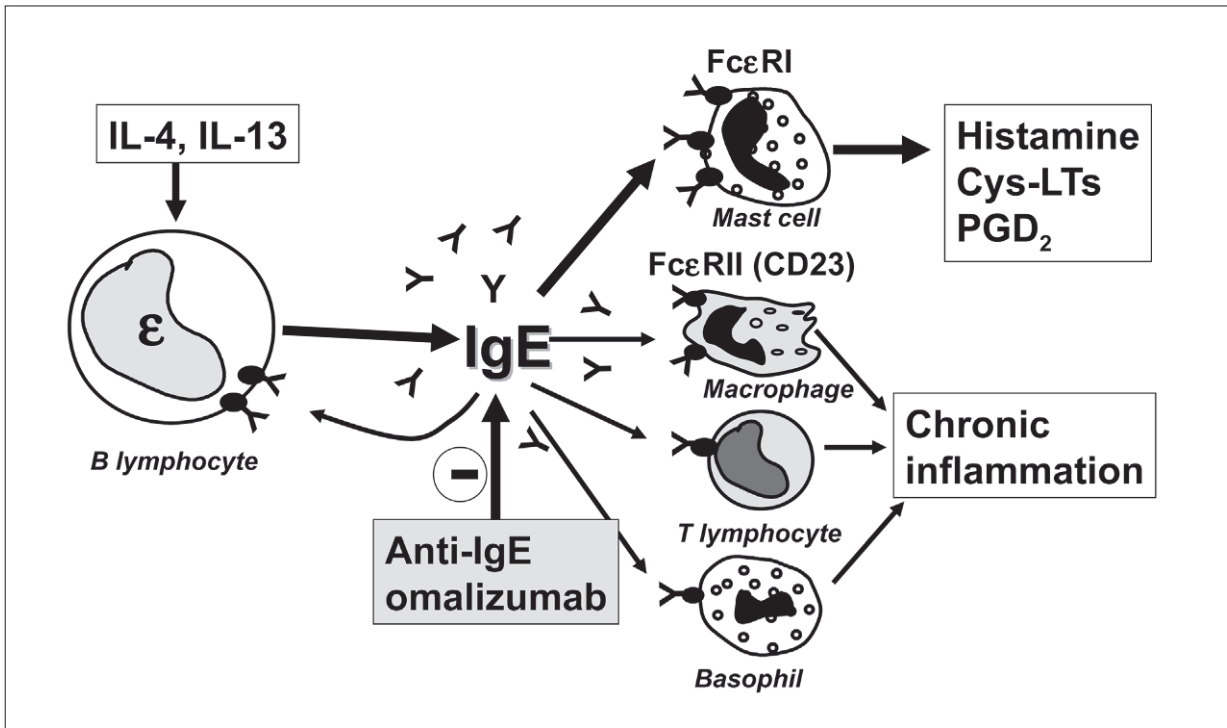 FcεRI
IL-4, IL-13
Histamine
Cys-LTs
PGD₂
Mast cell
FcεRII (CD23)
ε
IgE
Macrophage
B lymphocyte
Chronic
inflammation
T lymphocyte
Anti-IgE
omalizumab
Basophil